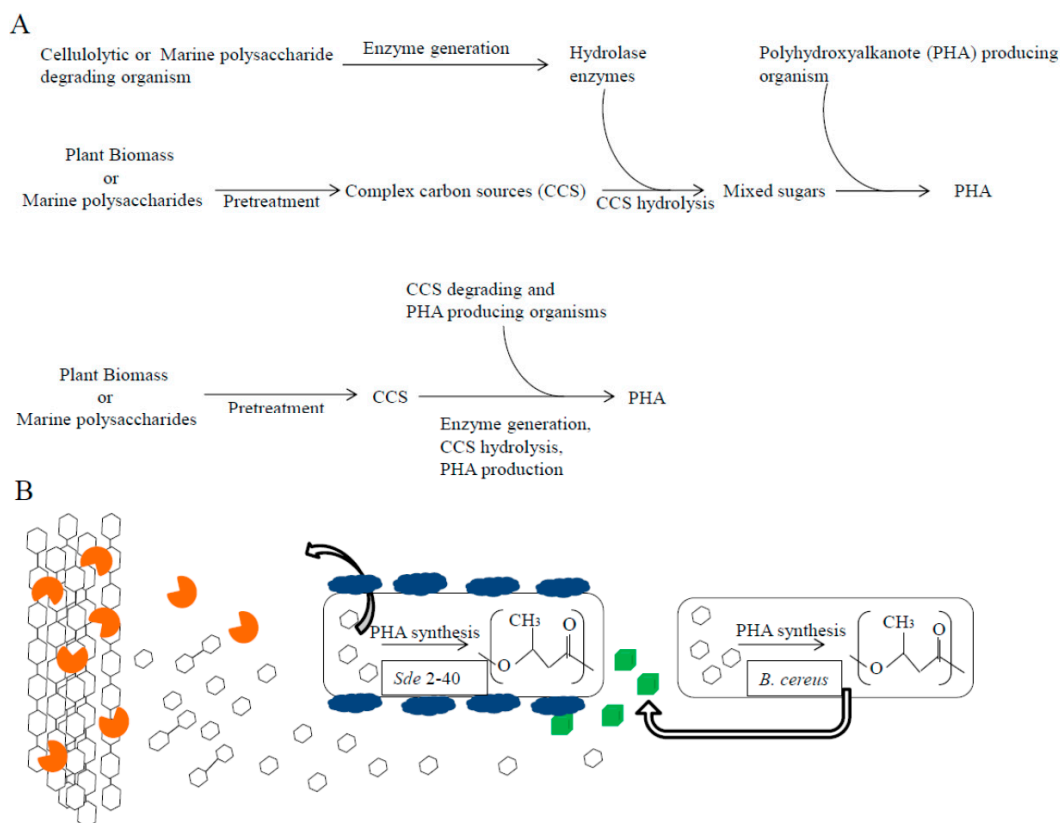 A
Cellulolytic or Marine polysaccharide
degrading organism
Enzyme generation
Hydrolase
enzymes
Polyhydroxyalkanote (PHA) producing
organism
Plant Biomass
or
Marine polysaccharides
Pretreatment
Complex carbon sources (CCS)
CCS hydrolysis
Mixed sugars
PHA
CCS degrading and
PHA producing organisms
Plant Biomass
or
Marine polysaccharides
Pretreatment
CCS
PHA
Enzyme generation,
CCS hydrolysis,
PHA production
B
PHA synthesis
CH3
O
O
Sde 2-40
PHA synthesis
CH3
O
O
B. cereus